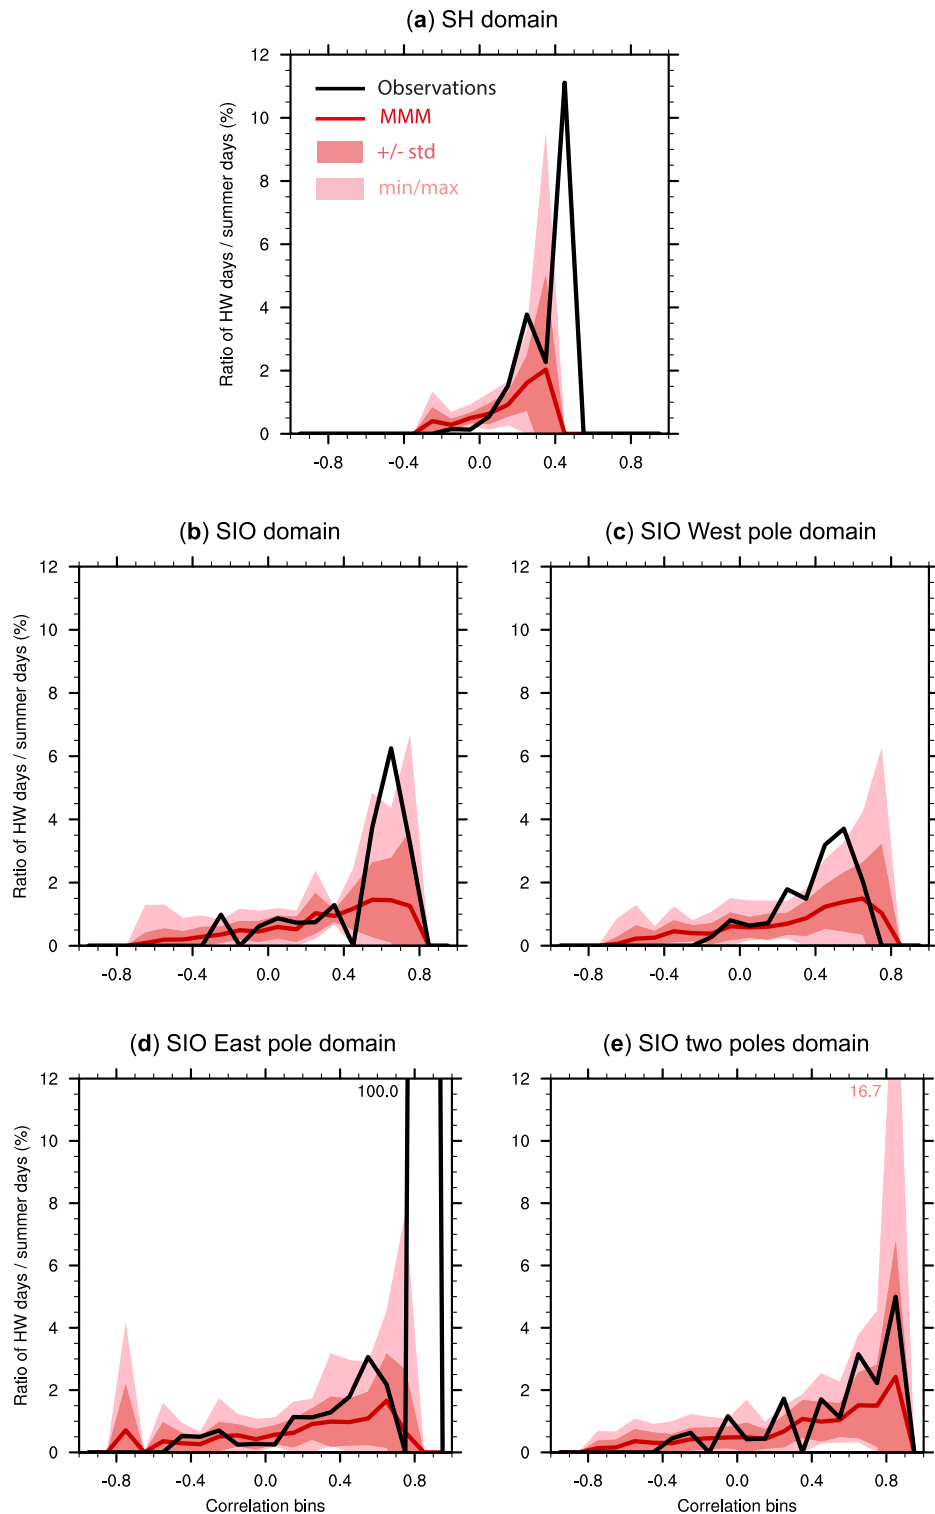 (a) SH domain
12
10
8
6
4
2
0
Ratio of HW days / summer days (%)
Observations
MMM
+/- std
min/max
-0.8 -0.4 0.0 0.4 0.8
(b) SIO domain
12
10
8
6
4
2
0
Ratio of HW days / summer days (%)
-0.8 -0.4 0.0 0.4 0.8
(c) SIO West pole domain
12
10
8
6
4
2
0
-0.8 -0.4 0.0 0.4 0.8
(d) SIO East pole domain
12
10
8
6
4
2
0
Ratio of HW days / summer days (%)
100.0
-0.8 -0.4 0.0 0.4 0.8
Correlation bins
(e) SIO two poles domain
12
10
8
6
4
2
0
16.7
-0.8 -0.4 0.0 0.4 0.8
Correlation bins